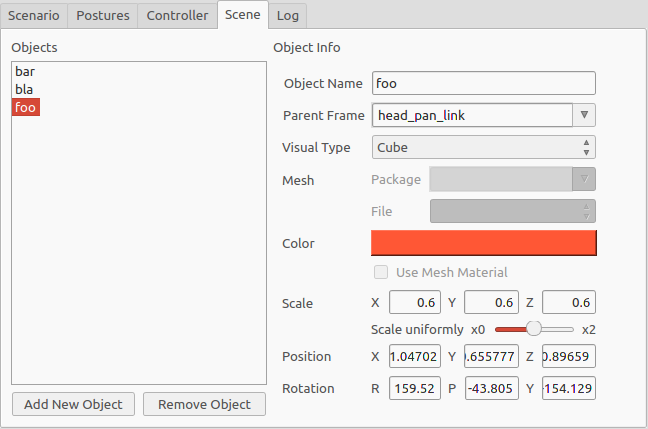 Scenario Postures Controller Scene Log
Objects
bar
bla
foo
Add New Object Remove Object
Object Info
Object Name foo
Parent Frame head_pan_link
Visual Type Cube
Mesh Package
File
Color
Use Mesh Material
Scale X 0.6 Y 0.6 Z 0.6
Scale uniformly x0 x2
Position X 1.04702 Y .655777 Z 0.89659
Rotation R 159.52 P -43.805 Y -154.129